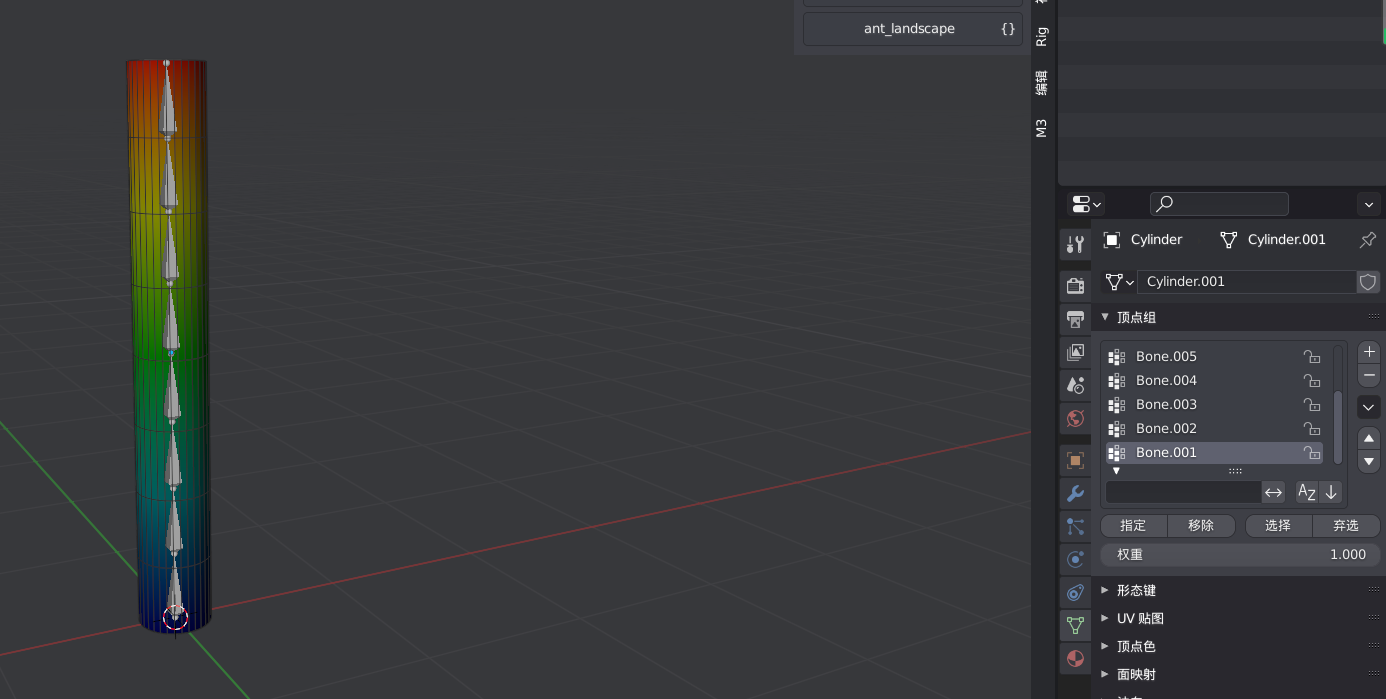 ant_landscape
Rig
编辑
M3
Cylinder
Cylinder.001
Cylinder.001
顶点组
Bone.005
Bone.004
Bone.003
Bone.002
Bone.001
AZ
指定
移除
选择
弃选
权重 1.000
形态键
UV 贴图
顶点色
面映射